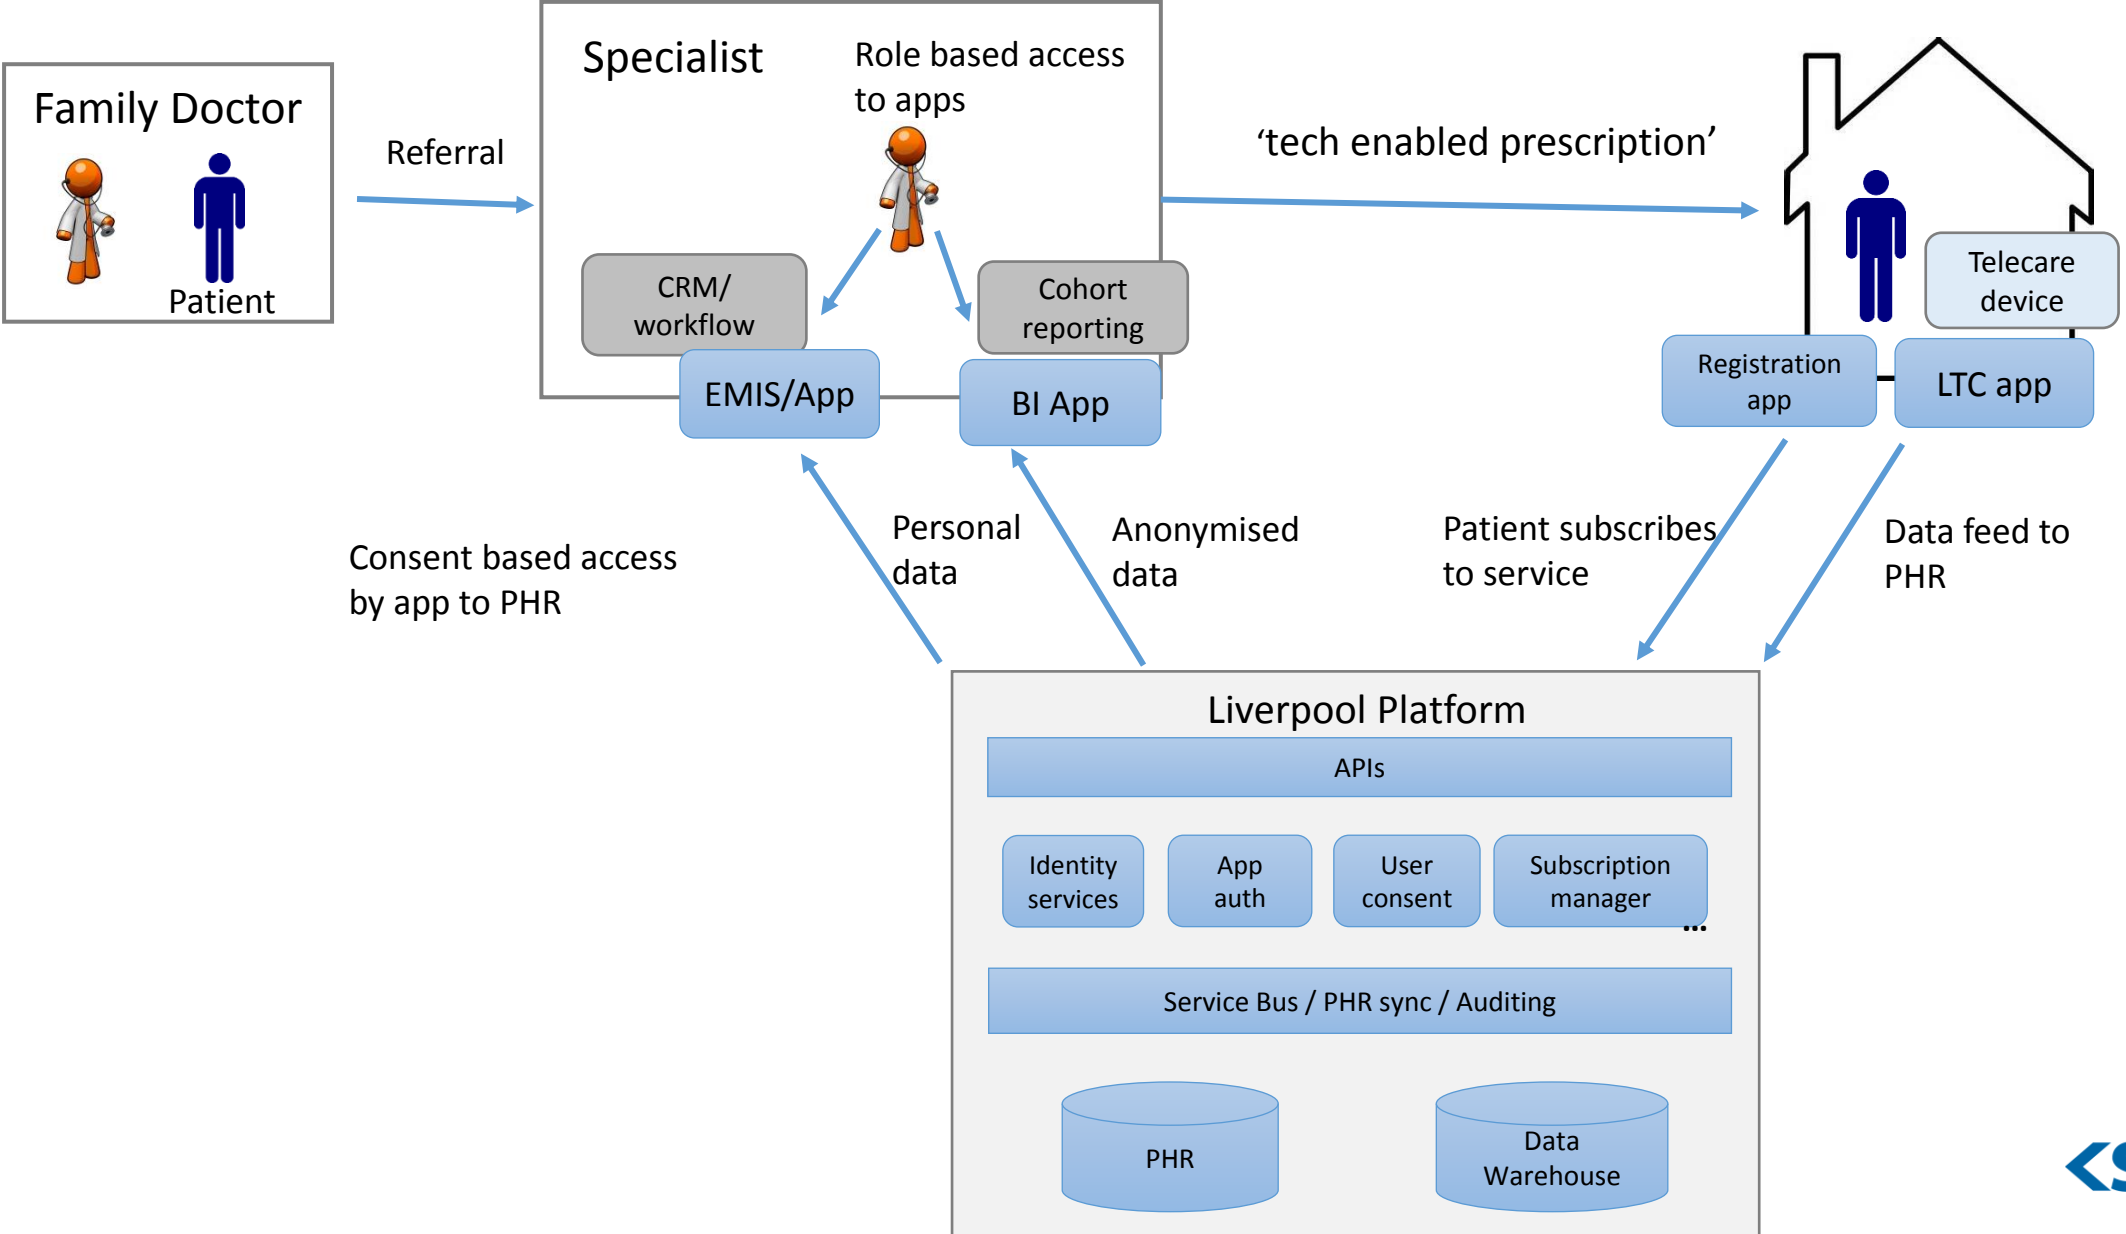 Family Doctor
Patient
Referral
Specialist
Role based access
to apps
CRM/
workflow
Cohort
reporting
EMIS/App
BI App
‘tech enabled prescription’
Telecare
device
Registration
app
LTC app
Consent based access
by app to PHR
Personal
data
Anonymised
data
Patient subscribes
to service
Data feed to
PHR
Liverpool Platform
APIs
Identity
services
App
auth
User
consent
Subscription
manager
...
Service Bus / PHR sync / Auditing
PHR
Data
Warehouse